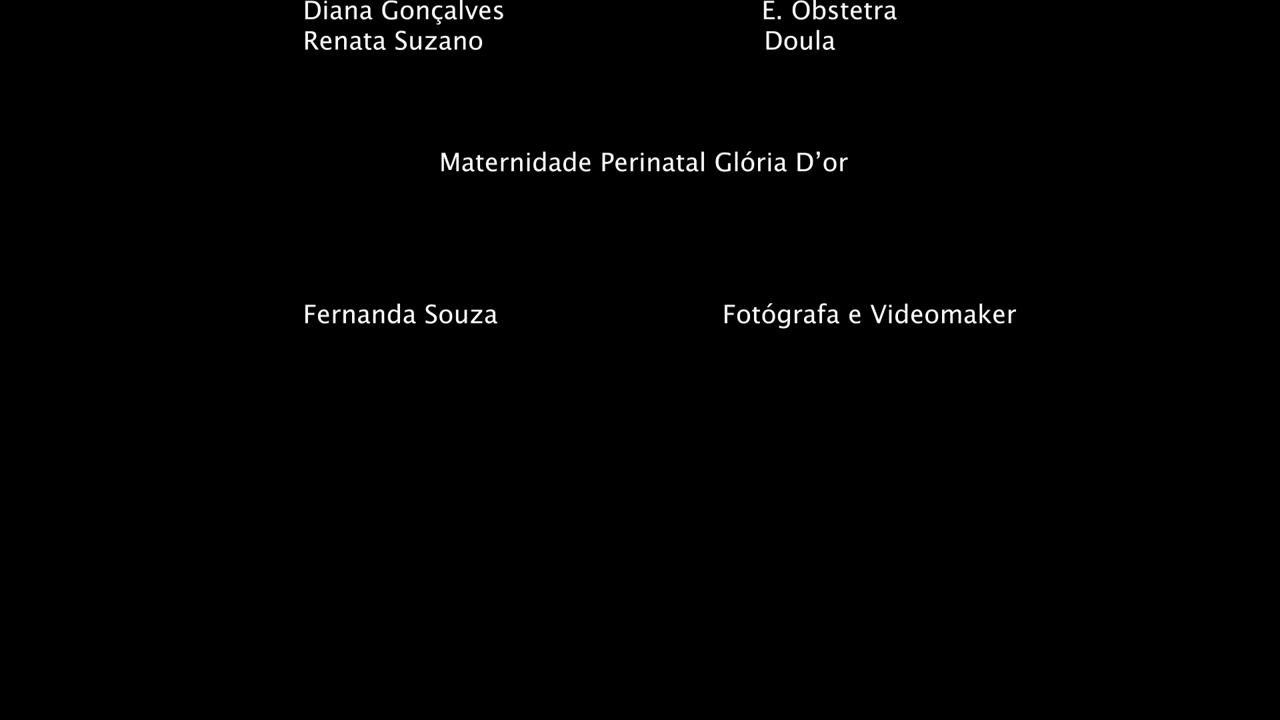 Diana Gonçalves E. Obstetra
Renata Suzano Doula
Maternidade Perinatal Glória D’or
Fernanda Souza Fotógrafa e Videomaker